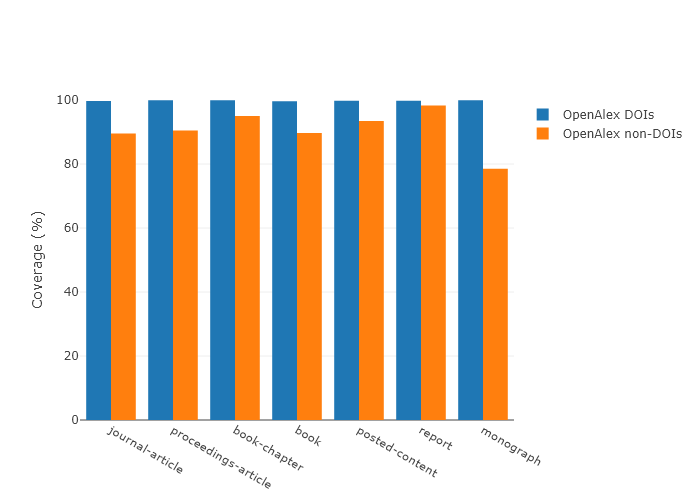 100
80
60
40
20
0
Coverage (%)
journal-article
proceedings-article
book-chapter
book
posted-content
report
monograph
OpenAlex DOIs
OpenAlex non-DOIs